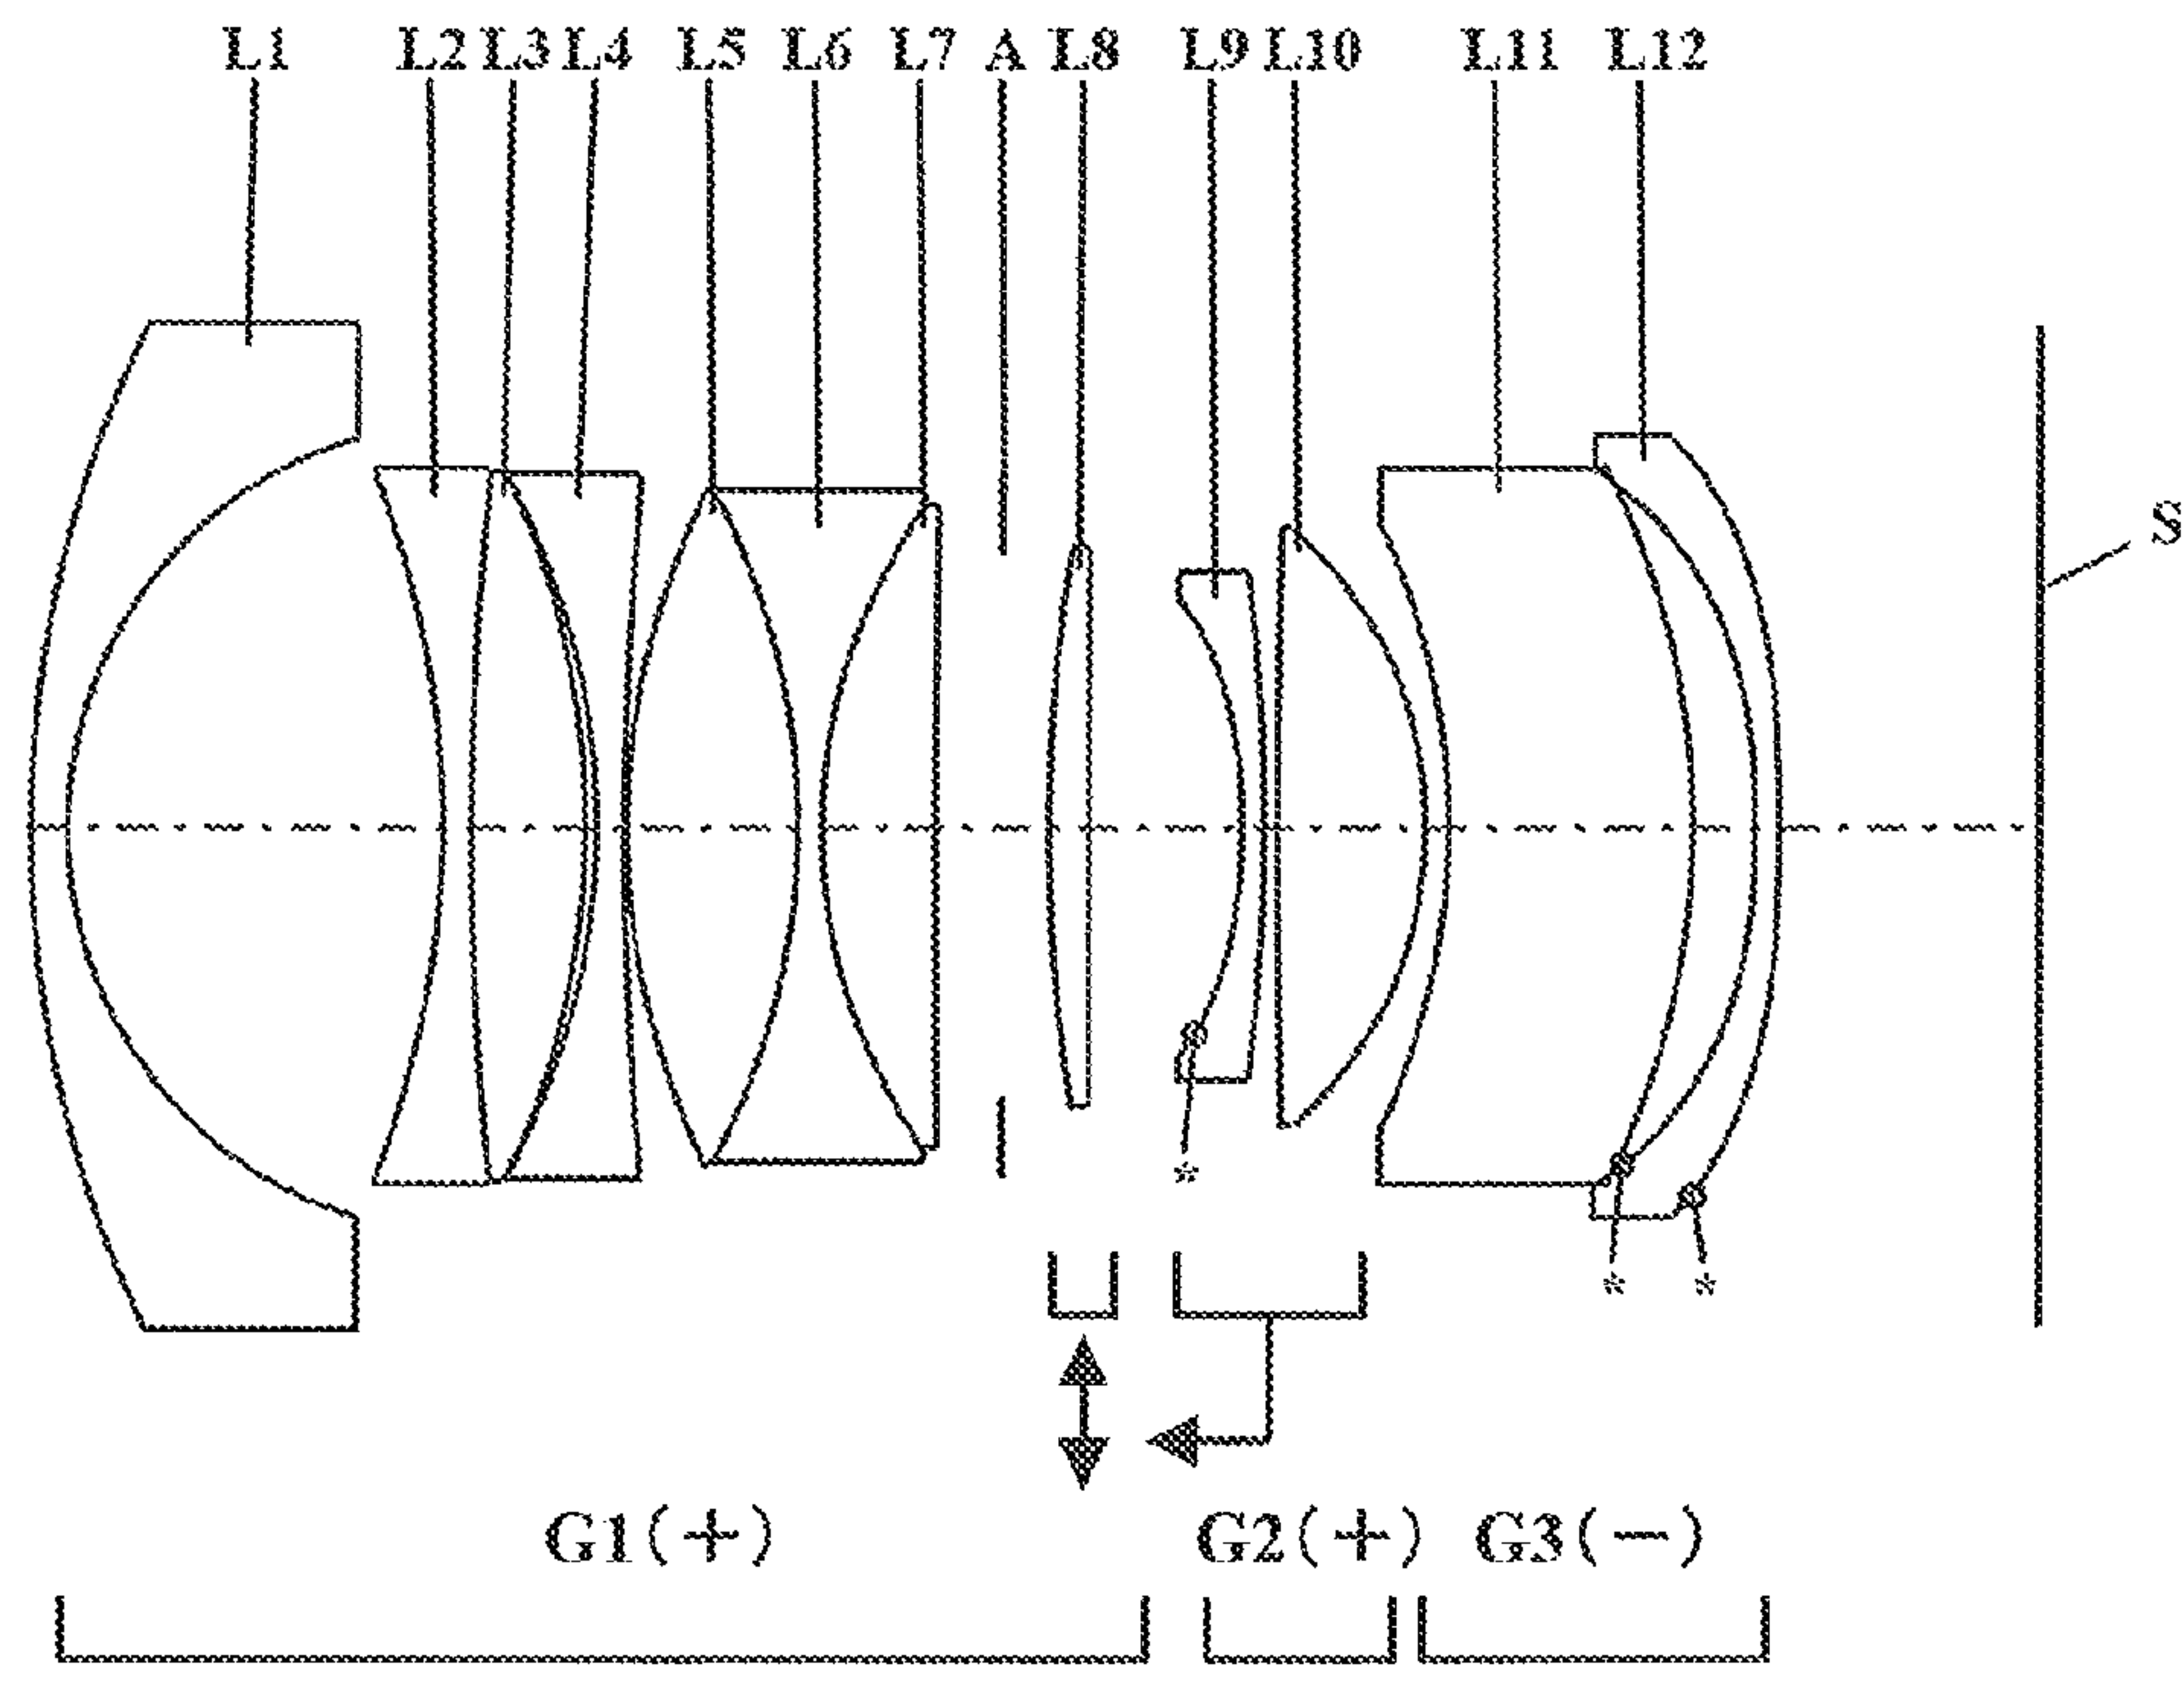 L1 L2 L3 L4 L5 L6 L7 A L8 L9 L10 L11 L12
S
*
* *
G1(+) G2(+) G3(−)